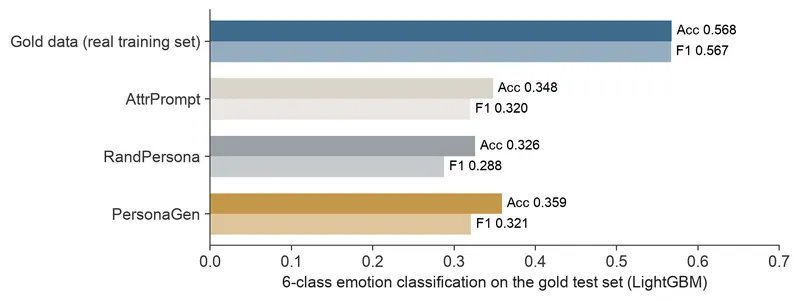 Gold data (real training set)
Acc 0.568
F1 0.567
AttrPrompt
Acc 0.348
F1 0.320
RandPersona
Acc 0.326
F1 0.288
PersonaGen
Acc 0.359
F1 0.321
0.0 0.1 0.2 0.3 0.4 0.5 0.6 0.7
6-class emotion classification on the gold test set (LightGBM)